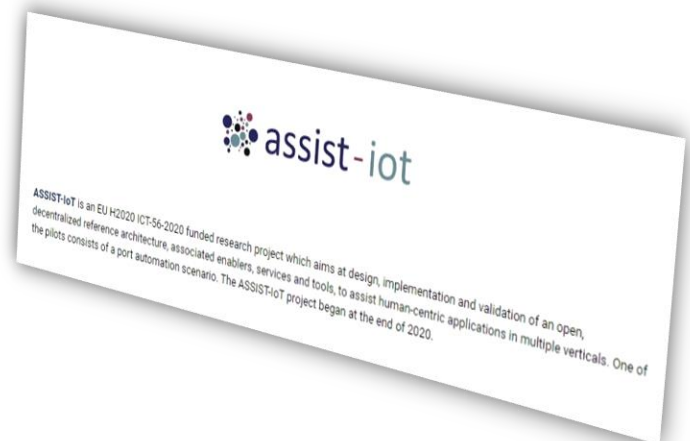 assist-iot
ASSIST-IoT is an EU H2020 ICT-56-2020 funded research project which aims at design, implementation and validation of an open,
decentralized reference architecture, associated enablers, services and tools, to assist human-centric applications in multiple verticals. One of
the pilots consists of a port automation scenario. The ASSIST-IoT project began at the end of 2020.